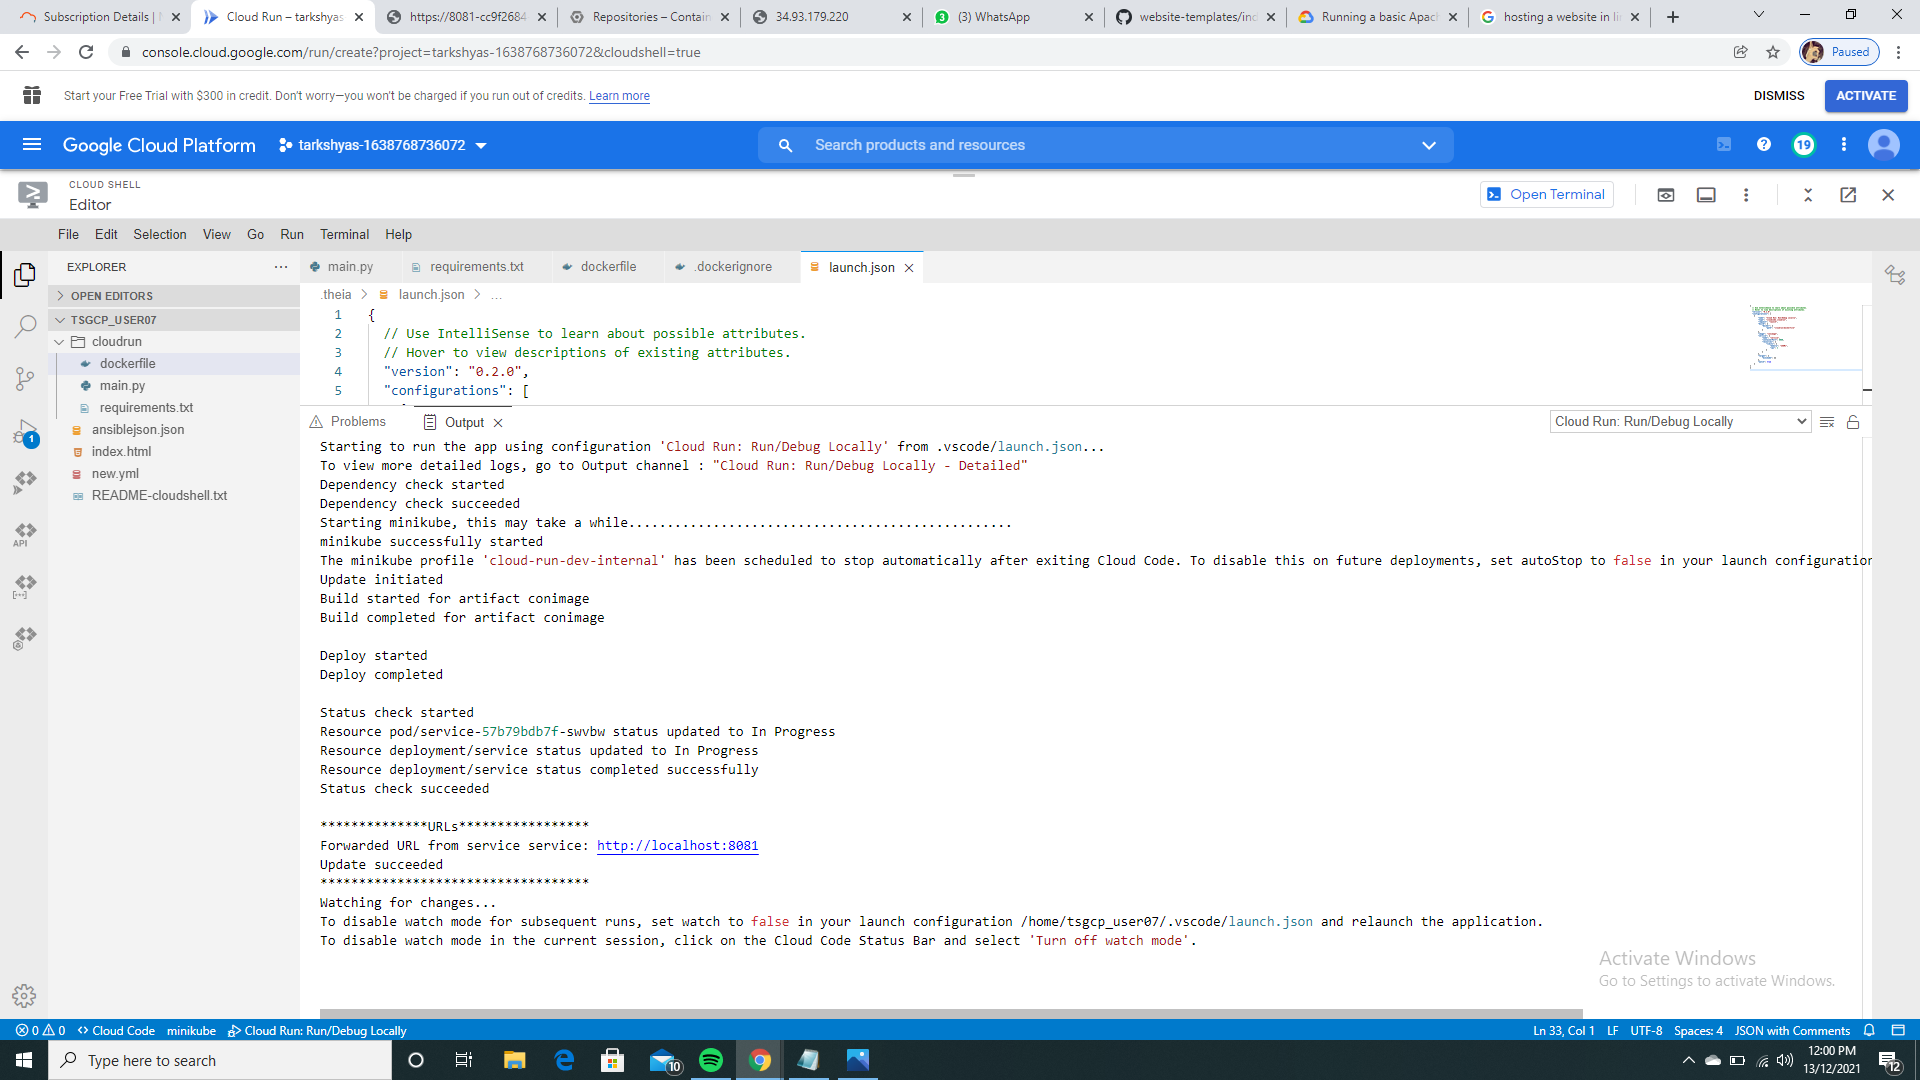 Subscription Details |
Cloud Run – tarkshyas
https://8081-cc9f2684
Repositories – Contain
34.93.179.220
3
(3) WhatsApp
website-templates/ind
Running a basic Apac
hosting a website in li
console.cloud.google.com/run/create?project=tarkshyas-1638768736072&cloudshell=true
Paused
Start your Free Trial with $300 in credit. Don't worry—you won't be charged if you run out of credits. Learn more
DISMISS
ACTIVATE
Google Cloud Platform
tarkshyas-1638768736072
Search products and resources
19
CLOUD SHELL
Editor
Open Terminal
File Edit Selection View Go Run Terminal Help
EXPLORER
OPEN EDITORS
TSGCP_USER07
cloudrun
dockerfile
main.py
requirements.txt
ansiblejson.json
index.html
new.yml
README-cloudshell.txt
1
API
main.py
requirements.txt
dockerfile
.dockerignore
launch.json
.theia > launch.json > ...
1 {
2 // Use IntelliSense to learn about possible attributes.
3 // Hover to view descriptions of existing attributes.
4 "version": "0.2.0",
5 "configurations": [
Problems
Output
Cloud Run: Run/Debug Locally
Starting to run the app using configuration 'Cloud Run: Run/Debug Locally' from .vscode/launch.json...
To view more detailed logs, go to Output channel : "Cloud Run: Run/Debug Locally - Detailed"
Dependency check started
Dependency check succeeded
Starting minikube, this may take a while..................................................
minikube successfully started
The minikube profile 'cloud-run-dev-internal' has been scheduled to stop automatically after exiting Cloud Code. To disable this on future deployments, set autoStop to false in your launch configuration
Update initiated
Build started for artifact conimage
Build completed for artifact conimage
Deploy started
Deploy completed
Status check started
Resource pod/service-57b79bdb7f-swvbw status updated to In Progress
Resource deployment/service status updated to In Progress
Resource deployment/service status completed successfully
Status check succeeded
**************URLs*****************
Forwarded URL from service service: http://localhost:8081
Update succeeded
***********************************
Watching for changes...
To disable watch mode for subsequent runs, set watch to false in your launch configuration /home/tsgcp_user07/.vscode/launch.json and relaunch the application.
To disable watch mode in the current session, click on the Cloud Code Status Bar and select 'Turn off watch mode'.
Activate Windows
Go to Settings to activate Windows.
0 0 <> Cloud Code minikube Cloud Run: Run/Debug Locally
Ln 33, Col 1 LF UTF-8 Spaces: 4 JSON with Comments
Type here to search
10
12:00 PM
13/12/2021
12